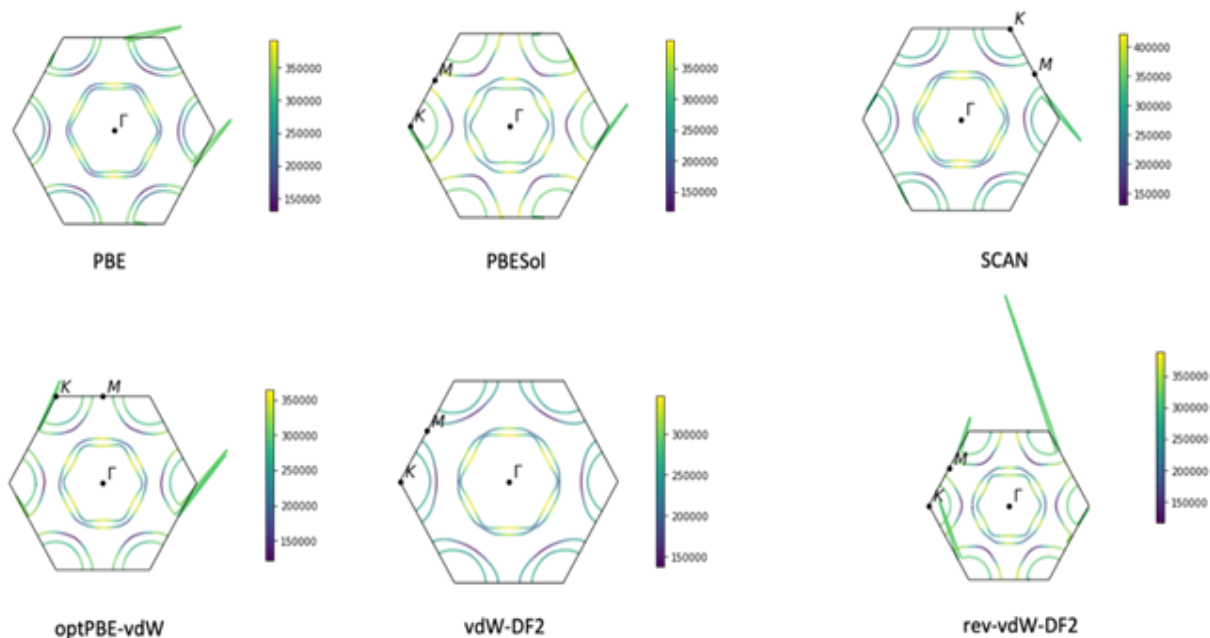 Γ
350000
300000
250000
200000
150000
PBE
M
K
Γ
350000
300000
250000
200000
150000
PBESol
K
M
Γ
400000
350000
300000
250000
200000
150000
SCAN
K
M
Γ
350000
300000
250000
200000
150000
optPBE-vdW
M
K
Γ
300000
250000
200000
150000
vdW-DF2
M
K
Γ
350000
300000
250000
200000
150000
rev-vdW-DF2